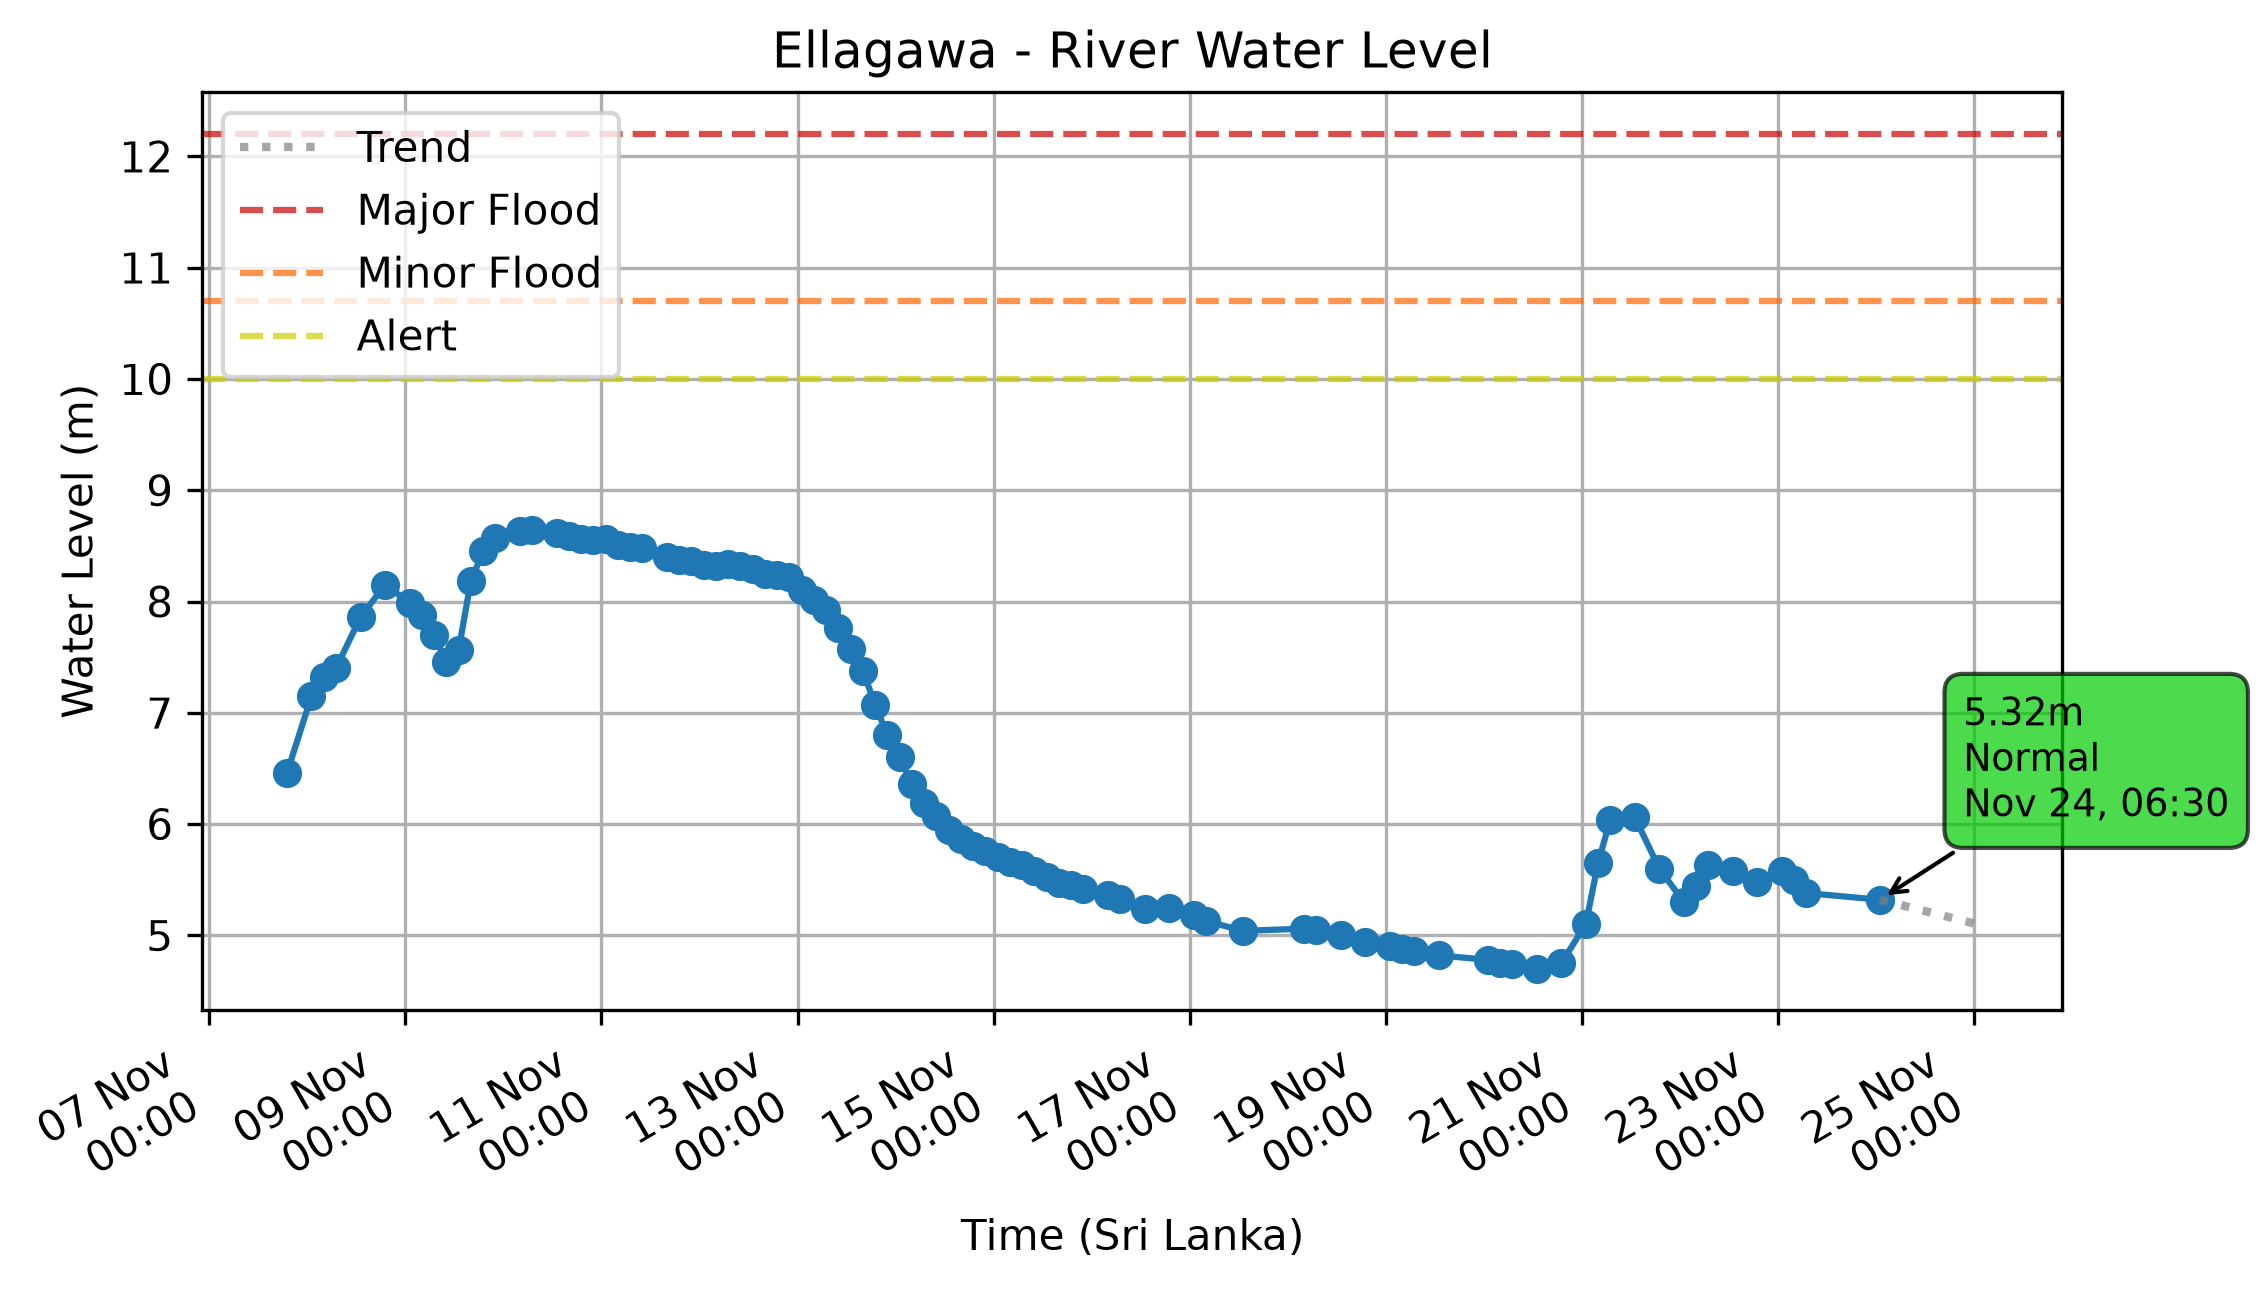 Ellagawa - River Water Level
Trend
Major Flood
Minor Flood
Alert
12
11
10
9
8
7
6
5
Water Level (m)
5.32m
Normal
Nov 24, 06:30
07 Nov
00:00
09 Nov
00:00
11 Nov
00:00
13 Nov
00:00
15 Nov
00:00
17 Nov
00:00
19 Nov
00:00
21 Nov
00:00
23 Nov
00:00
25 Nov
00:00
Time (Sri Lanka)